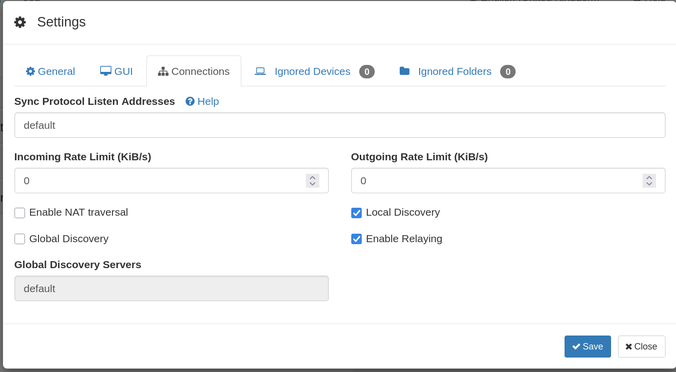 Settings
General GUI Connections Ignored Devices 0 Ignored Folders 0
Sync Protocol Listen Addresses Help
default
Incoming Rate Limit (KiB/s) Outgoing Rate Limit (KiB/s)
0 0
Enable NAT traversal Local Discovery
Global Discovery Enable Relaying
Global Discovery Servers
default
Save Close